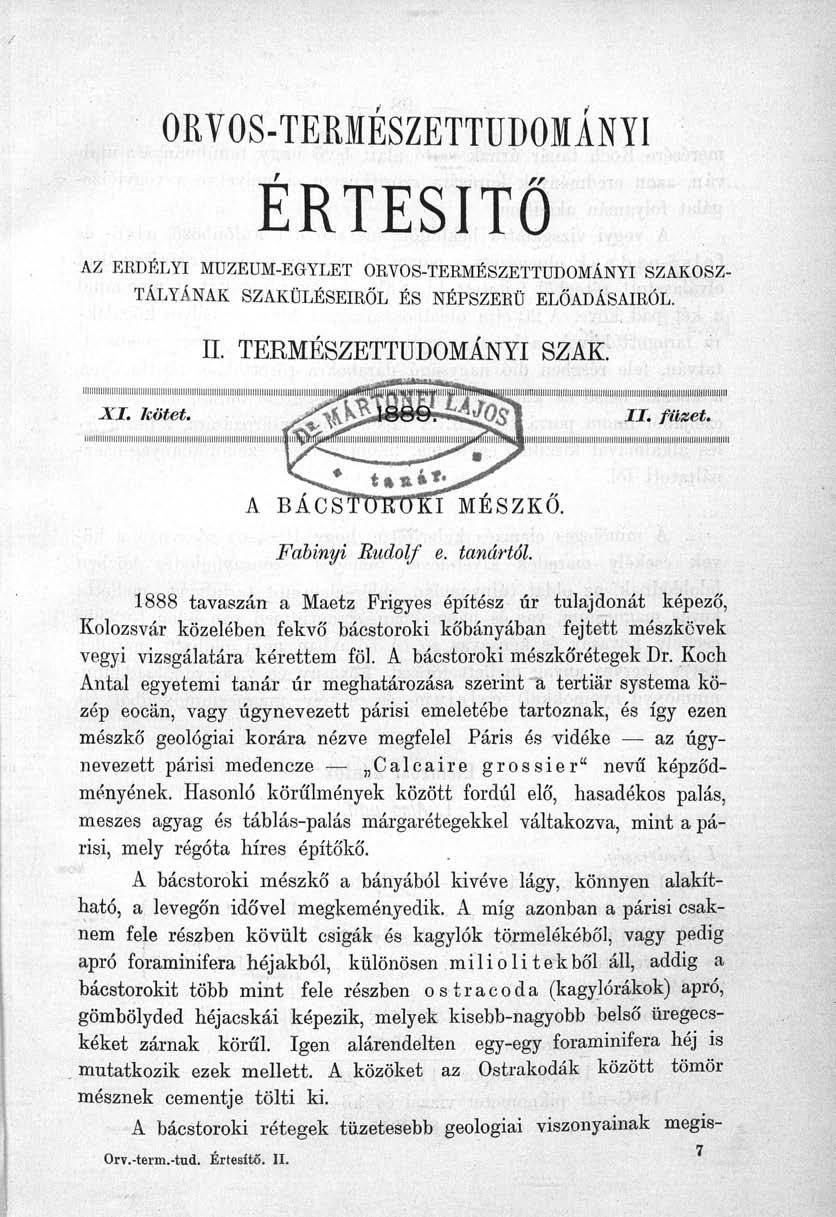 ORVOS-TERMÉSZETTUDOMÁNYI
ÉRTESITŐ
AZ ERDÉLYI MUZEUM-EGYLET ORVOS-TERMÉSZETTUDOMÁNYI SZAKOSZ-
TÁLYÁNAK SZAKÜLÉSEIRŐL ÉS NÉPSZERŰ ELŐADÁSAIRÓL.
II. TERMÉSZETTUDOMÁNYI SZAK.
XI. kötet. 1889. II. füzet.
Dr. MÁRTONFI LAJOS
* tanár. *
A BÁCSTOROKI MÉSZKŐ.
Fabinyi Rudolf e. tanártól.
1888 tavaszán a Maetz Frigyes építész úr tulajdonát képező,
Kolozsvár közelében fekvő bácstoroki kőbányában fejtett mészkövek
vegyi vizsgálatára kérettem föl. A bácstoroki mészkőrétegek Dr. Koch
Antal egyetemi tanár úr meghatározása szerint a tertiär systema kö-
zép eocän, vagy úgynevezett párisi emeletébe tartoznak, és így ezen
mészkő geológiai korára nézve megfelel Páris és vidéke — az úgy-
nevezett párisi medencze — „Calcaire grossier“ nevű képződ-
ményének. Hasonló körűlmények között fordúl elő, hasadékos palás,
meszes agyag és táblás-palás márgarétegekkel váltakozva, mint a pá-
risi, mely régóta híres építőkő.
A bácstoroki mészkő a bányából kivéve lágy, könnyen alakít-
ható, a levegőn idővel megkeményedik. A míg azonban a párisi csak-
nem fele részben kövült csigák és kagylók törmelékéből, vagy pedig
apró foraminifera héjakból, különösen miliolitekből áll, addig a
bácstorokit több mint fele részben ostracoda (kagylórákok) apró,
gömbölyded héjacskái képezik, melyek kisebb-nagyobb belső üregecs-
kéket zárnak körűl. Igen alárendelten egy-egy foraminifera héj is
mutatkozik ezek mellett. A közöket az Ostrakodák között tömör
mésznek cementje tölti ki.
A bácstoroki rétegek tüzetesebb geologiai viszonyainak megis-
Orv.-term.-tud. Értesítő. II. 7